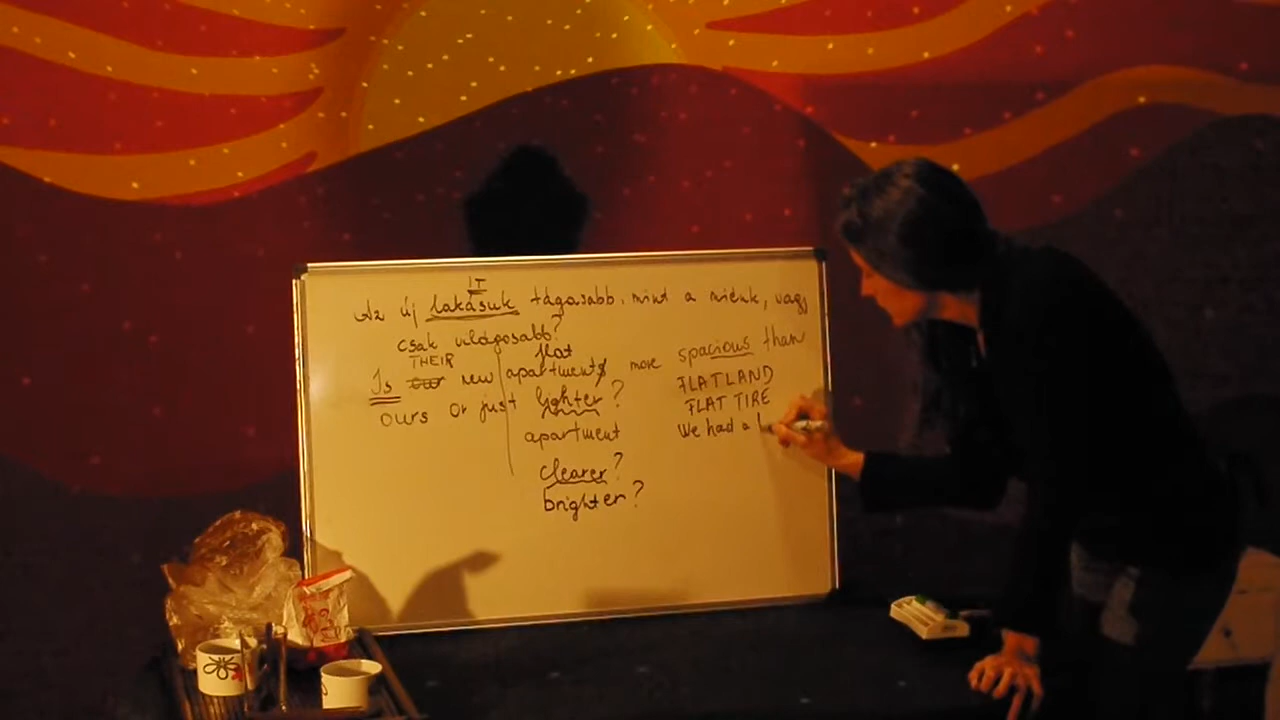 IT
Az új lakásuk tágasabb, mint a miénk, vagy
csak világosabb?
THEIR flat
Is our new apartments more spacious than
ours or just lighter?
FLATLAND
FLAT TIRE
apartment
We had a
clearer?
brighter?